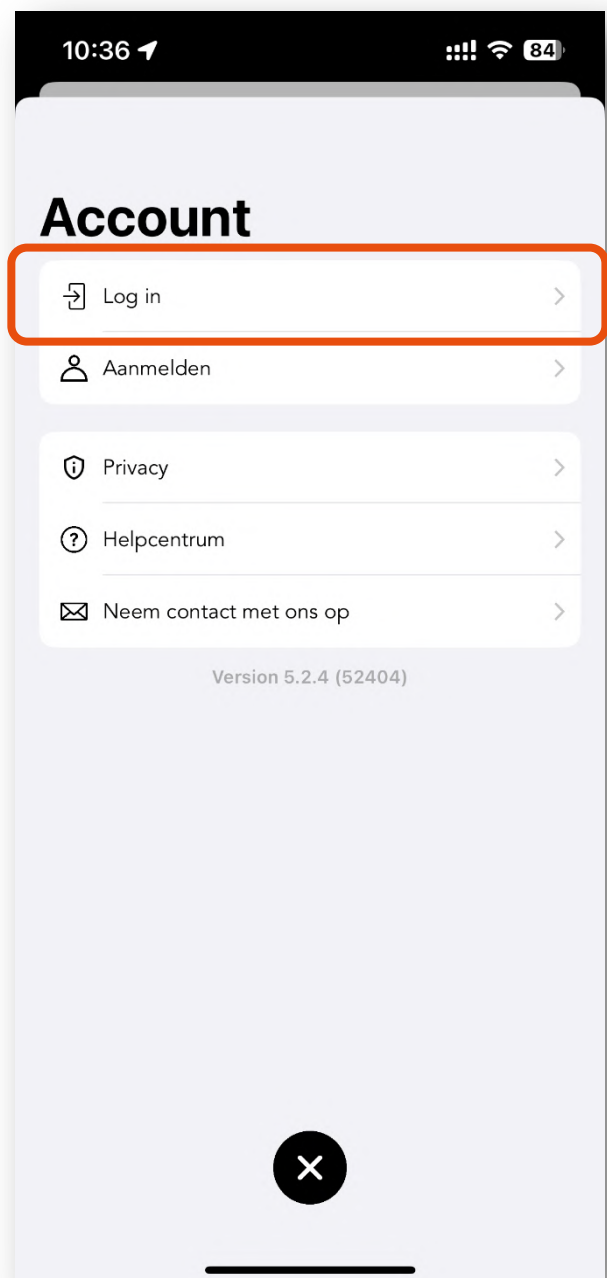 10:36
84
Account
Log in
Aanmelden
Privacy
Helpcentrum
Neem contact met ons op
Version 5.2.4 (52404)